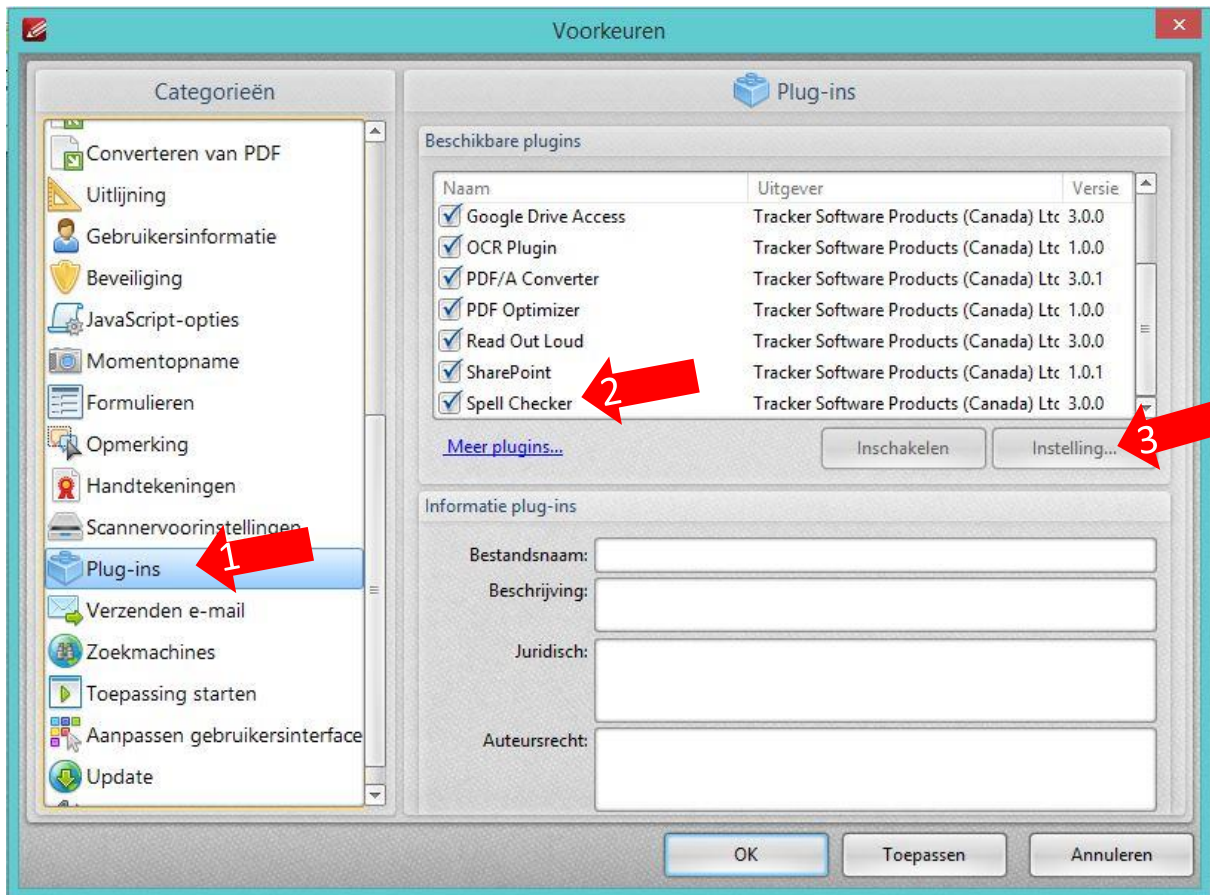 Voorkeuren
Categorieën
Converteren van PDF
Uitlijning
Gebruikersinformatie
Beveiliging
JavaScript-opties
Momentopname
Formulieren
Opmerking
Handtekeningen
Scannervoorinstellingen
Plug-ins
1
Verzenden e-mail
Zoekmachines
Toepassing starten
Aanpassen gebruikersinterface
Update
Plug-ins
Beschikbare plugins
Naam Uitgever Versie
Google Drive Access Tracker Software Products (Canada) Ltc 3.0.0
OCR Plugin Tracker Software Products (Canada) Ltc 1.0.0
PDF/A Converter Tracker Software Products (Canada) Ltc 3.0.1
PDF Optimizer Tracker Software Products (Canada) Ltc 1.0.0
Read Out Loud Tracker Software Products (Canada) Ltc 3.0.0
SharePoint Tracker Software Products (Canada) Ltc 1.0.1
Spell Checker 2 Tracker Software Products (Canada) Ltc 3.0.0
Meer plugins... Inschakelen Instelling... 3
Informatie plug-ins
Bestandsnaam:
Beschrijving:
Juridisch:
Auteursrecht:
OK Toepassen Annuleren